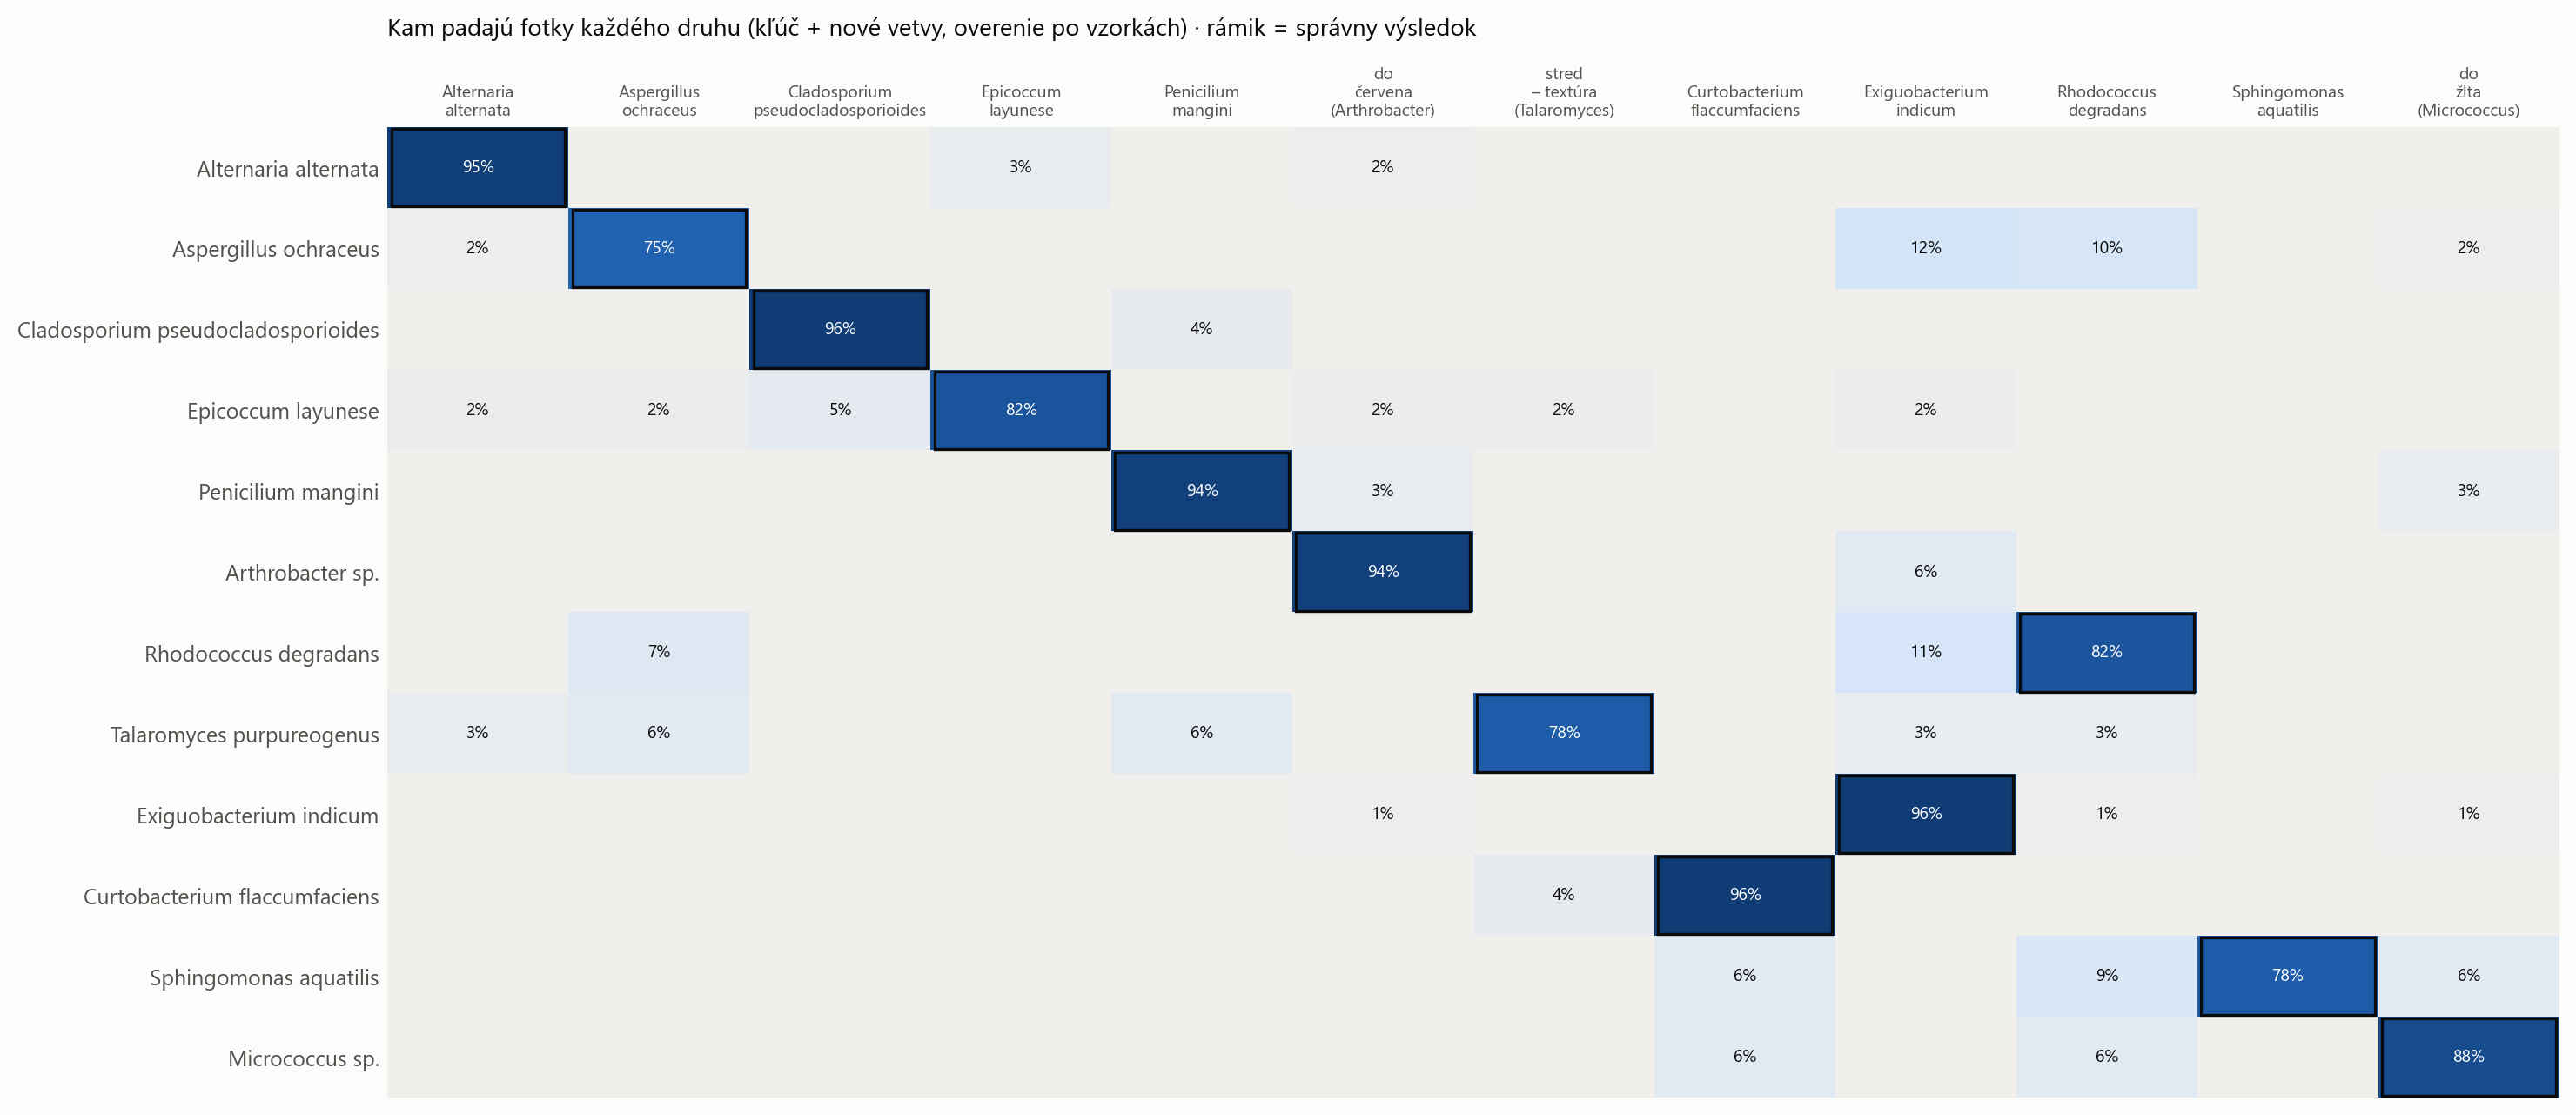 Kam padajú fotky každého druhu (kľúč + nové vetvy, overenie po vzorkách) · rámik = správny výsledok
Alternaria
alternata
Aspergillus
ochraceus
Cladosporium
pseudocladosporioides
Epicoccum
layunese
Penicilium
mangini
do
červena
(Arthrobacter)
stred
– textúra
(Talaromyces)
Curtobacterium
flaccumfaciens
Exiguobacterium
indicum
Rhodococcus
degradans
Sphingomonas
aquatilis
do
žlta
(Micrococcus)
Alternaria alternata 95% 3% 2%
Aspergillus ochraceus 2% 75% 12% 10% 2%
Cladosporium pseudocladosporioides 96% 4%
Epicoccum layunese 2% 2% 5% 82% 2% 2% 2%
Penicilium mangini 94% 3% 3%
Arthrobacter sp. 94% 6%
Rhodococcus degradans 7% 11% 82%
Talaromyces purpureogenus 3% 6% 6% 78% 3% 3%
Exiguobacterium indicum 1% 96% 1% 1%
Curtobacterium flaccumfaciens 4% 96%
Sphingomonas aquatilis 6% 9% 78% 6%
Micrococcus sp. 6% 6% 88%